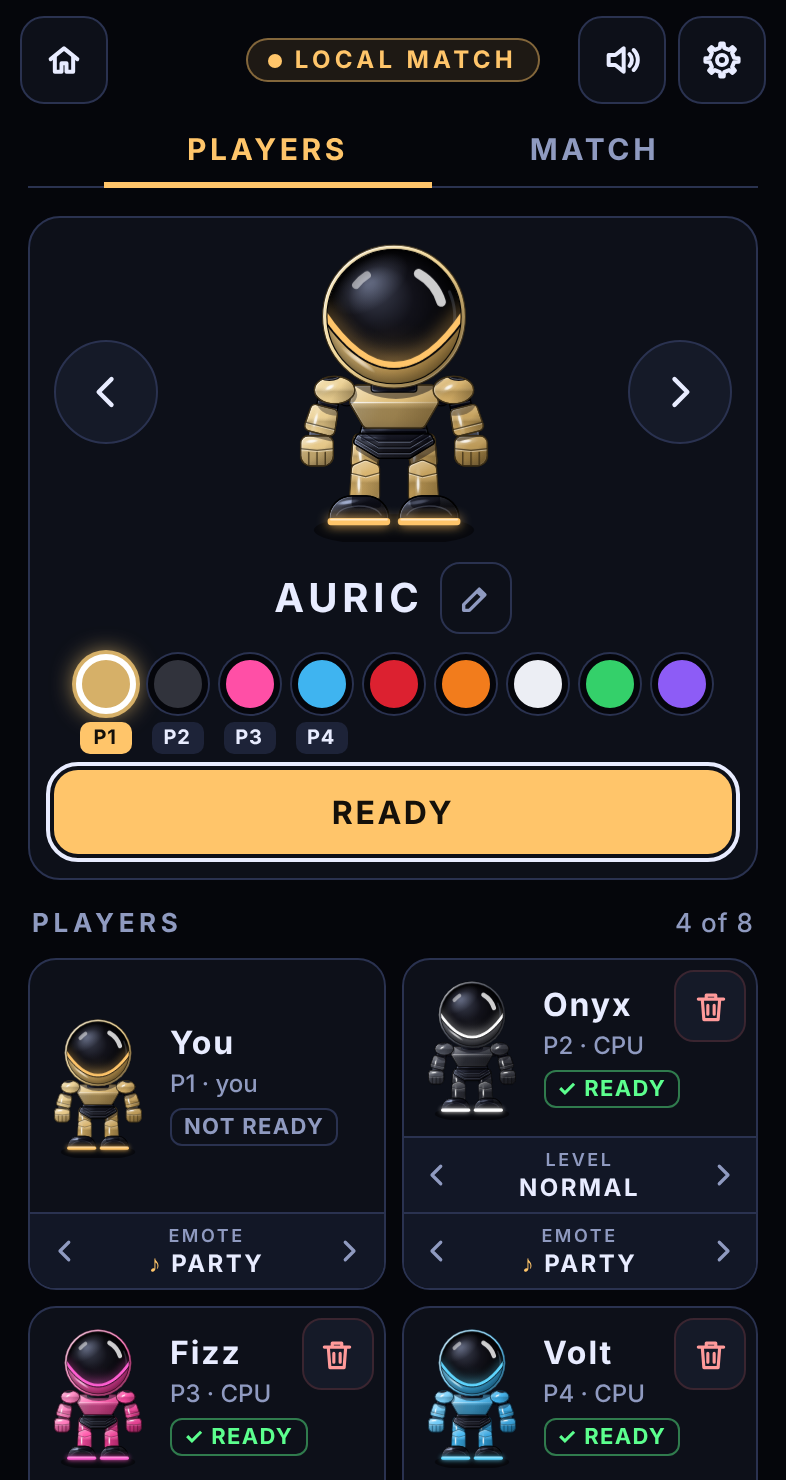 LOCAL MATCH
PLAYERS
MATCH
AURIC
P1 P2 P3 P4
READY
PLAYERS
4 of 8
You
P1 · you
NOT READY
EMOTE
♪ PARTY
Onyx
P2 · CPU
✓ READY
LEVEL
NORMAL
EMOTE
♪ PARTY
Fizz
P3 · CPU
✓ READY
Volt
P4 · CPU
✓ READY